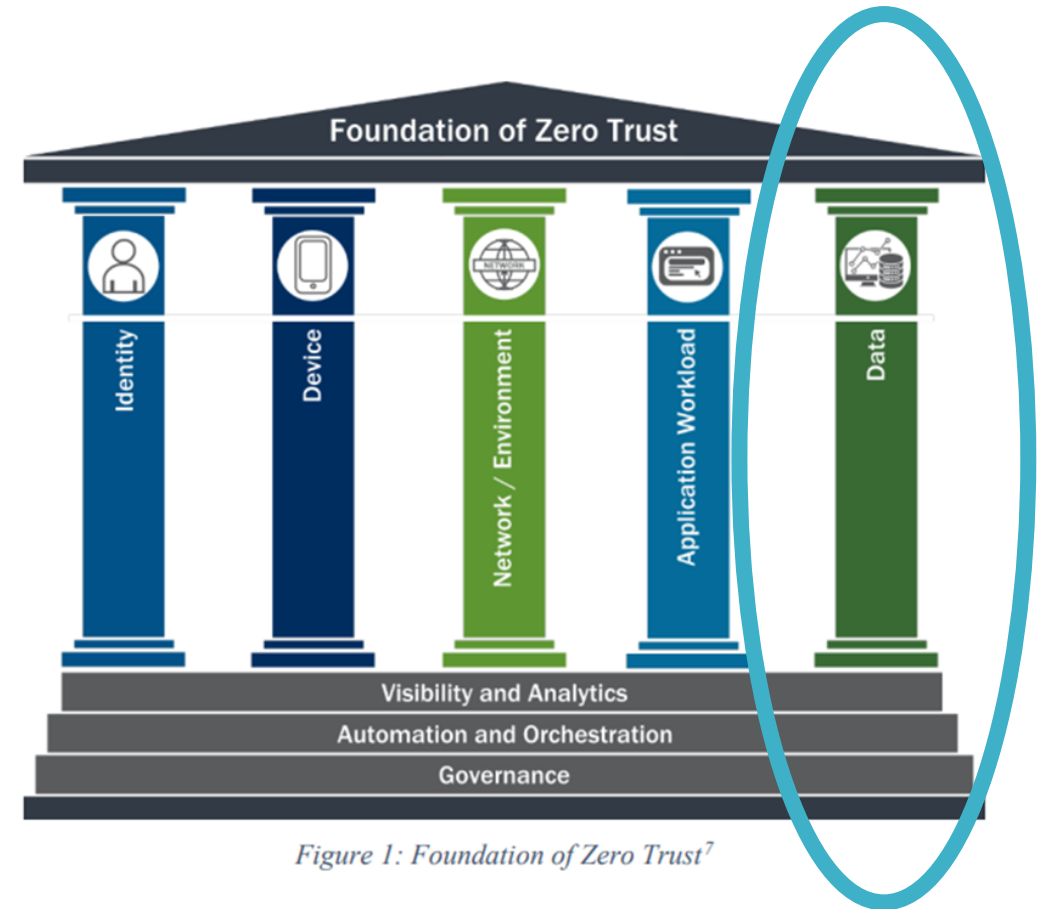 Foundation of Zero Trust
NETWORK
Identity
Device
Network / Environment
Application Workload
Data
Visibility and Analytics
Automation and Orchestration
Governance
Figure 1: Foundation of Zero Trust⁷